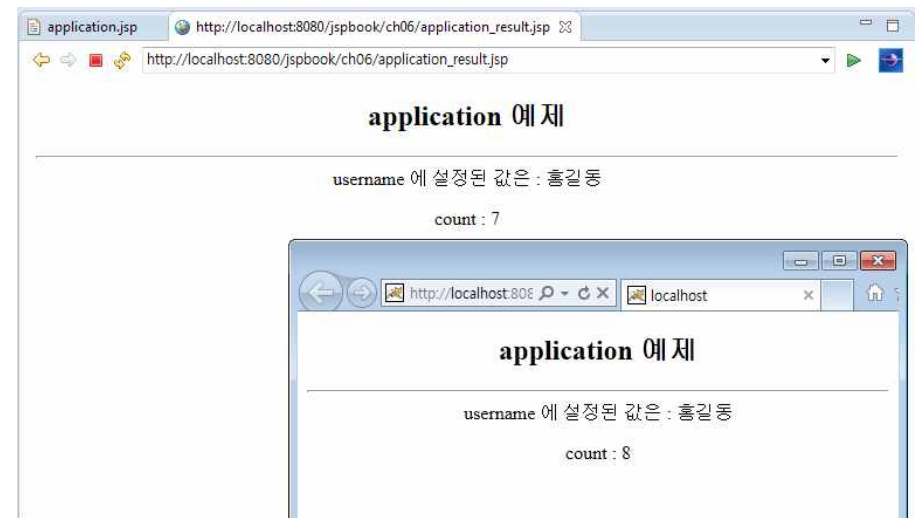 application.jsp
http://localhost:8080/jspbook/ch06/application_result.jsp
http://localhost:8080/jspbook/ch06/application_result.jsp
application 예제
username 에 설정된 값은 : 홍길동
count : 7
http://localhost:808
localhost
application 예제
username 에 설정된 값은 : 홍길동
count : 8